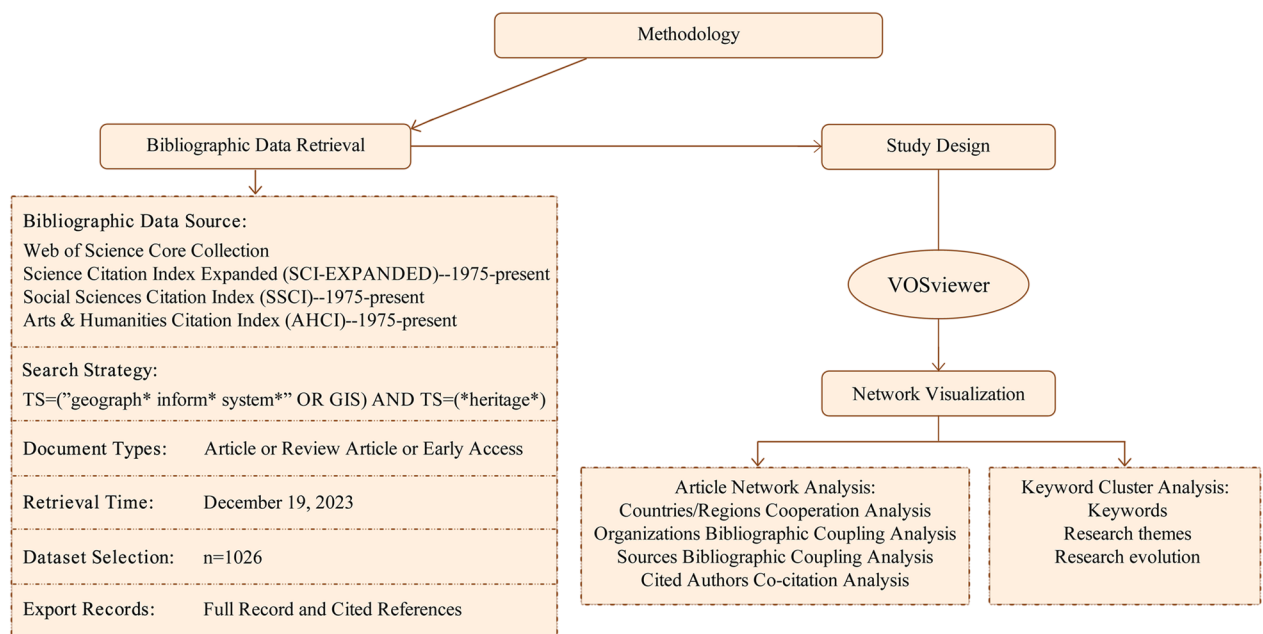 Methodology
Bibliographic Data Retrieval
Study Design
Bibliographic Data Source:
Web of Science Core Collection
Science Citation Index Expanded (SCI-EXPANDED)--1975-present
Social Sciences Citation Index (SSCI)--1975-present
Arts & Humanities Citation Index (AHCI)--1975-present
Search Strategy:
TS=(”geograph* inform* system*” OR GIS) AND TS=(*heritage*)
Document Types: Article or Review Article or Early Access
Retrieval Time: December 19, 2023
Dataset Selection: n=1026
Export Records: Full Record and Cited References
VOSviewer
Network Visualization
Article Network Analysis:
Countries/Regions Cooperation Analysis
Organizations Bibliographic Coupling Analysis
Sources Bibliographic Coupling Analysis
Cited Authors Co-citation Analysis
Keyword Cluster Analysis:
Keywords
Research themes
Research evolution